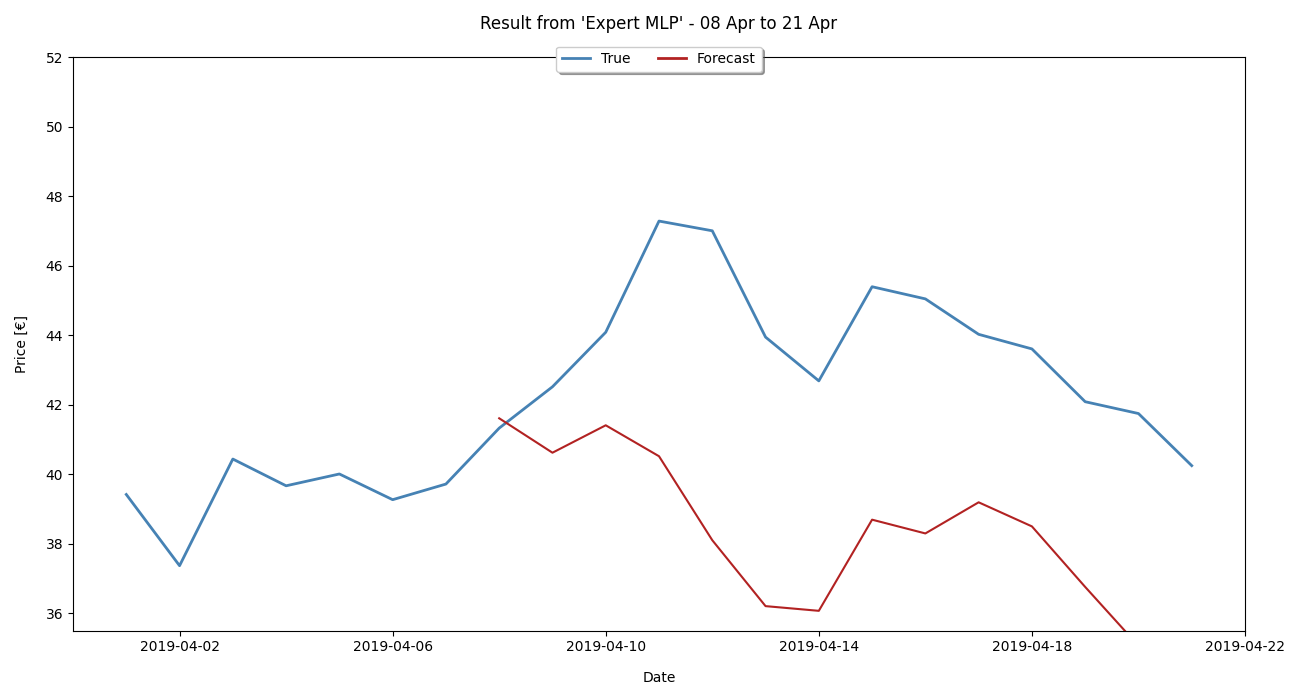 Result from 'Expert MLP' - 08 Apr to 21 Apr
True Forecast
52
50
48
46
44
42
40
38
36
Price [€]
2019-04-02 2019-04-06 2019-04-10 2019-04-14 2019-04-18 2019-04-22
Date